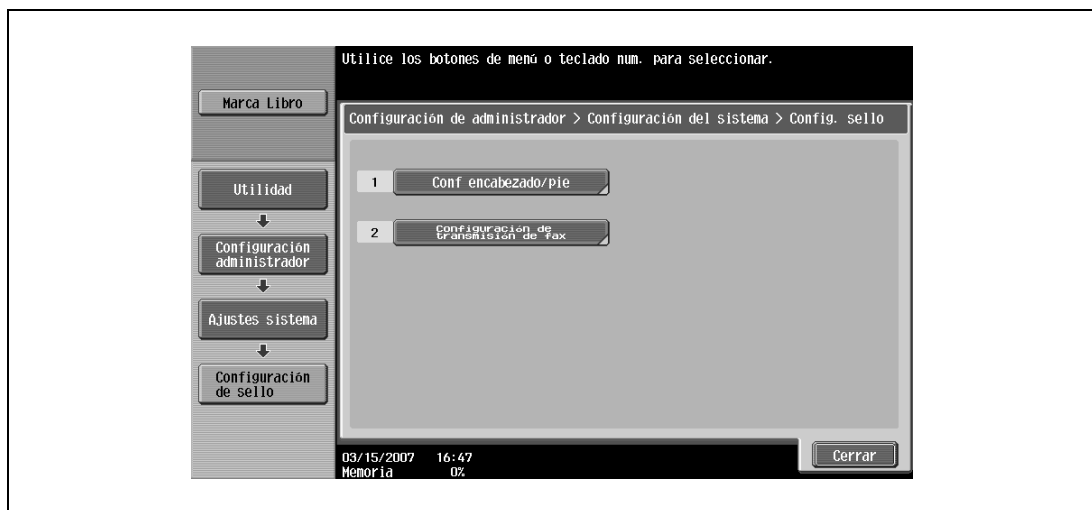 Utilice los botones de menú o teclado num. para seleccionar.
Marca Libro
Configuración de administrador > Configuración del sistema > Config. sello
Utilidad
1 Conf encabezado/pie
2 Configuración de
transmisión de fax
Configuración
administrador
Ajustes sistema
Configuración
de sello
03/15/2007 16:47
Memoria 0%
Cerrar